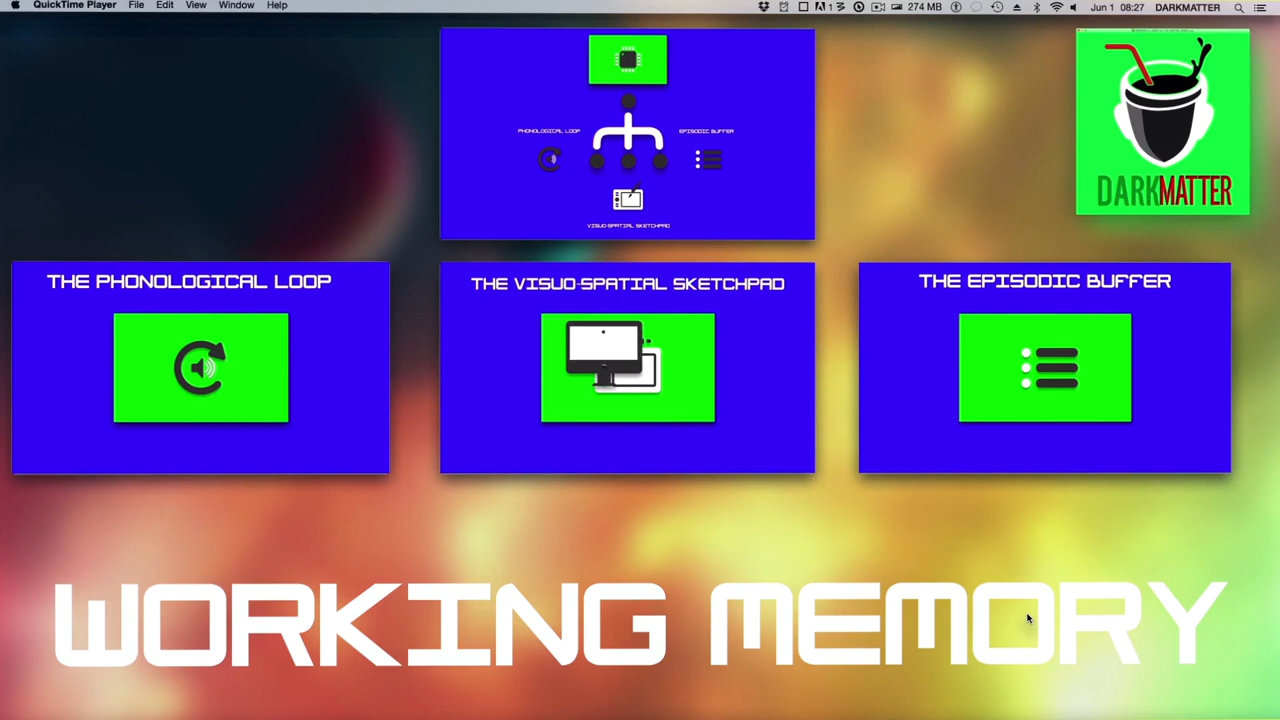 QuickTime Player File Edit View Window Help 274 MB Jun 1 08:27 DARKMATTER
PHONOLOGICAL LOOP
EPISODIC BUFFER
VISUO-SPATIAL SKETCHPAD
DARKMATTER
THE PHONOLOGICAL LOOP
THE VISUO-SPATIAL SKETCHPAD
THE EPISODIC BUFFER
WORKING MEMORY